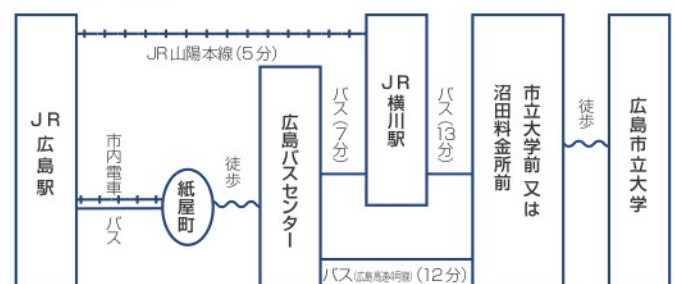 JR広島駅
JR山陽本線(5分)
市内電車
バス
紙屋町
徒歩
広島バスセンター
バス(7分)
JR横川駅
バス(13分)
バス(広島高速4号線)(12分)
市立大学前 又は
沼田料金所前
徒歩
広島市立大学